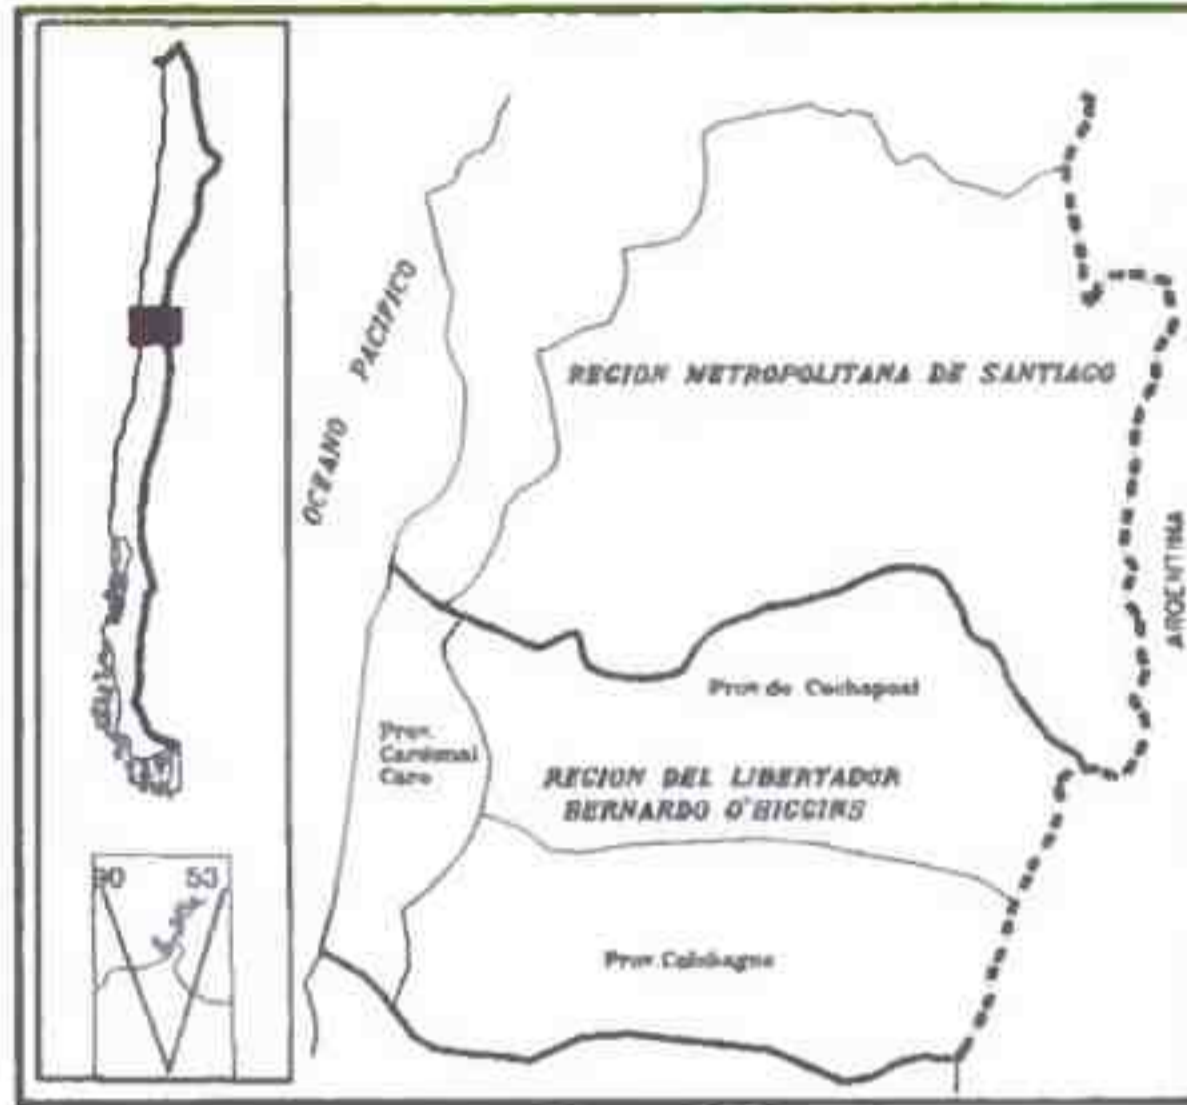 OCEANO PACIFICO
REGION METROPOLITANA DE SANTIAGO
ARGENTINA
Prov de Cachapoal
Prov.
Cardenal
Caro
REGION DEL LIBERTADOR
BERNARDO O'HIGGINS
90 53
Prov. Colchagua